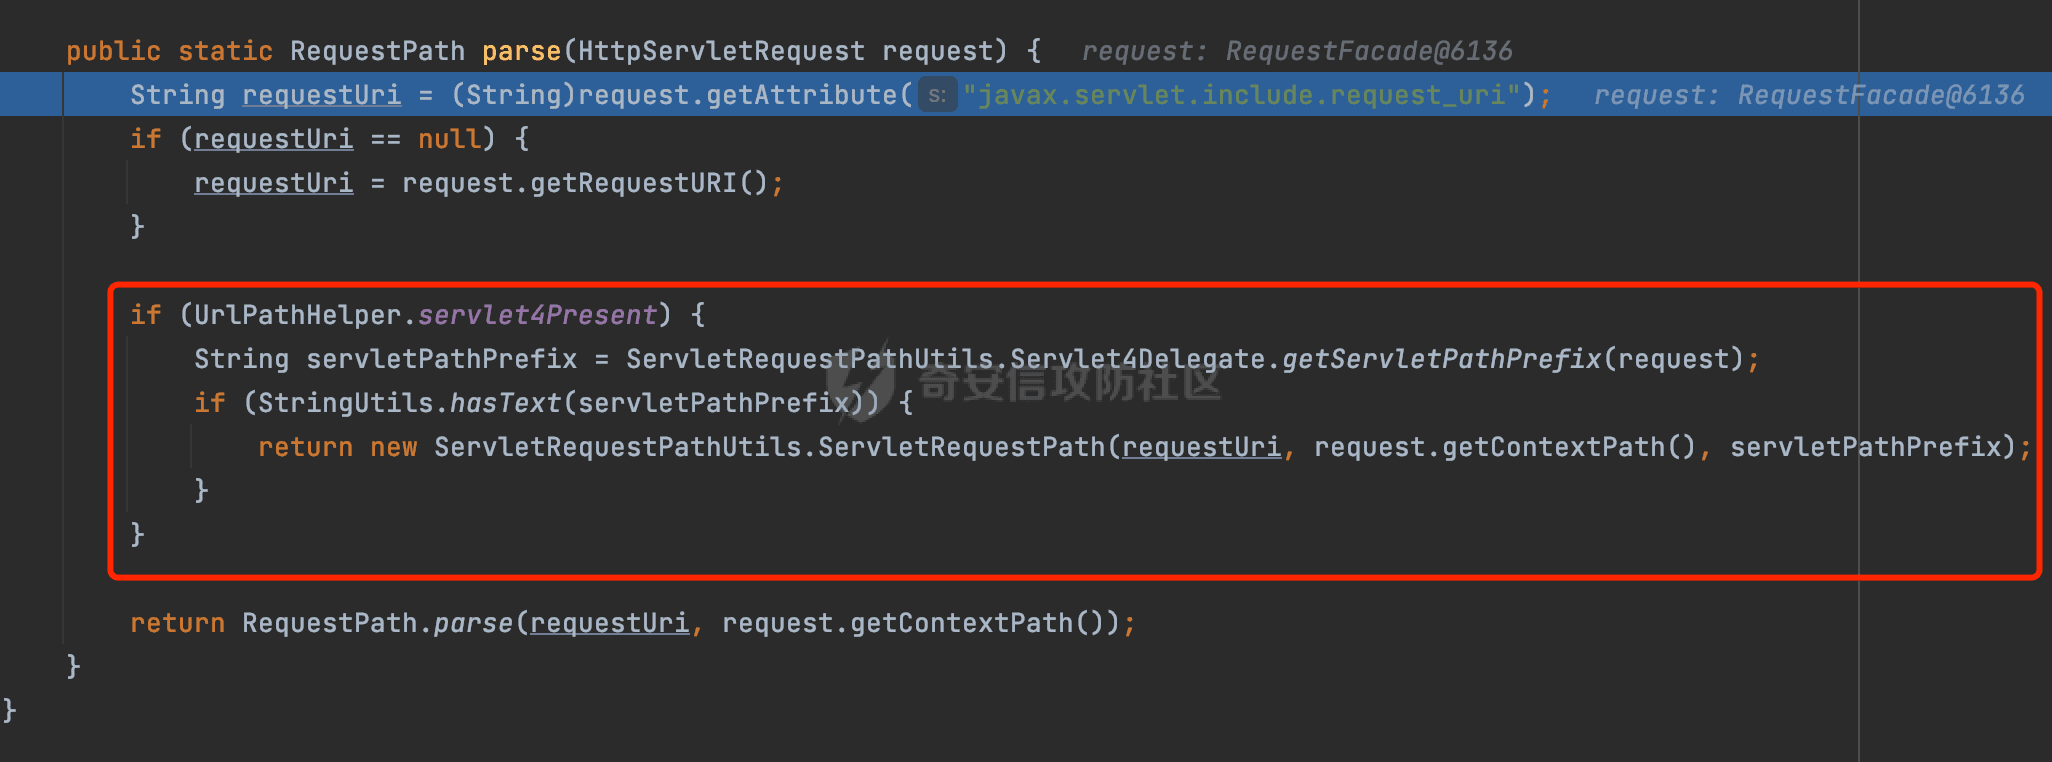 public static RequestPath parse(HttpServletRequest request) {   request: RequestFacade@6136
    String requestUri = (String)request.getAttribute( s: "javax.servlet.include.request_uri");   request: RequestFacade@6136
    if (requestUri == null) {
        requestUri = request.getRequestURI();
    }
    if (UrlPathHelper.servlet4Present) {
        String servletPathPrefix = ServletRequestPathUtils.Servlet4Delegate.getServletPathPrefix(request);
奇安信攻防社区
        if (StringUtils.hasText(servletPathPrefix)) {
            return new ServletRequestPathUtils.ServletRequestPath(requestUri, request.getContextPath(), servletPathPrefix);
        }
    }
    return RequestPath.parse(requestUri, request.getContextPath());
}
}